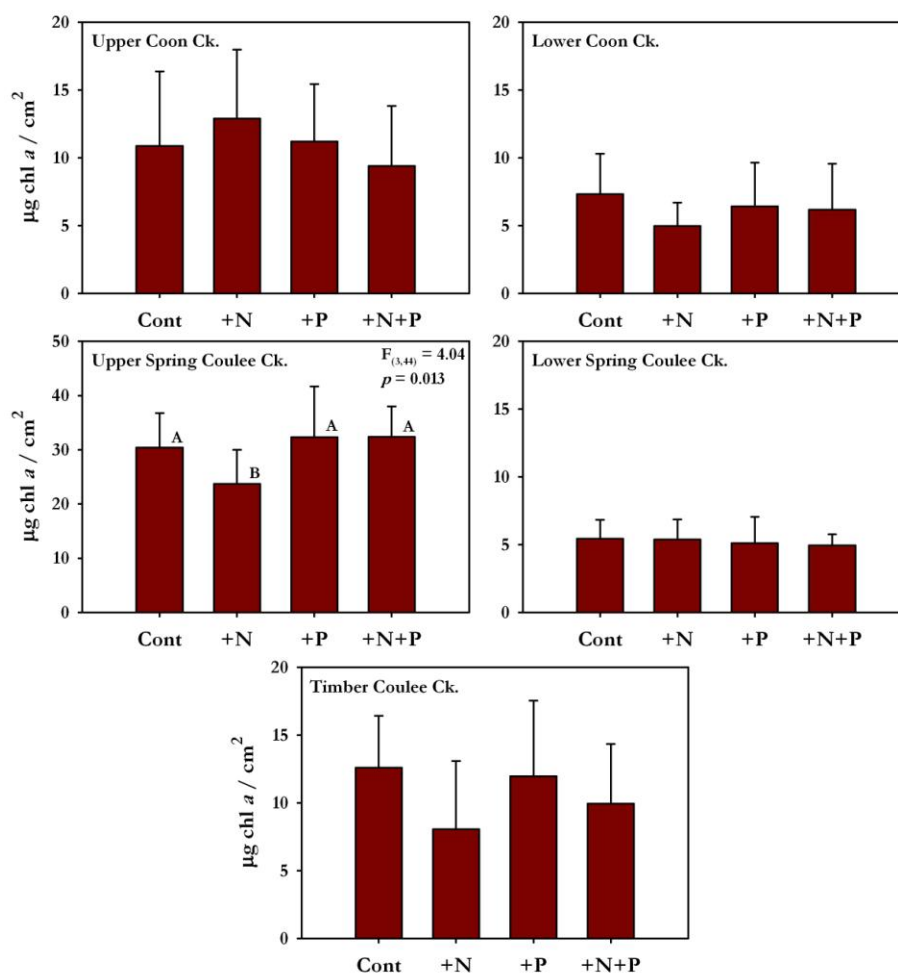 Upper Coon Ck.
µg chl a / cm²
20
15
10
5
0
Cont +N +P +N+P
Lower Coon Ck.
20
15
10
5
0
Cont +N +P +N+P
Upper Spring Coulee Ck.
F(3,44) = 4.04
p = 0.013
µg chl a / cm²
50
40
30
20
10
0
A B A A
Cont +N +P +N+P
Lower Spring Coulee Ck.
20
15
10
5
0
Cont +N +P +N+P
Timber Coulee Ck.
µg chl a / cm²
20
15
10
5
0
Cont +N +P +N+P